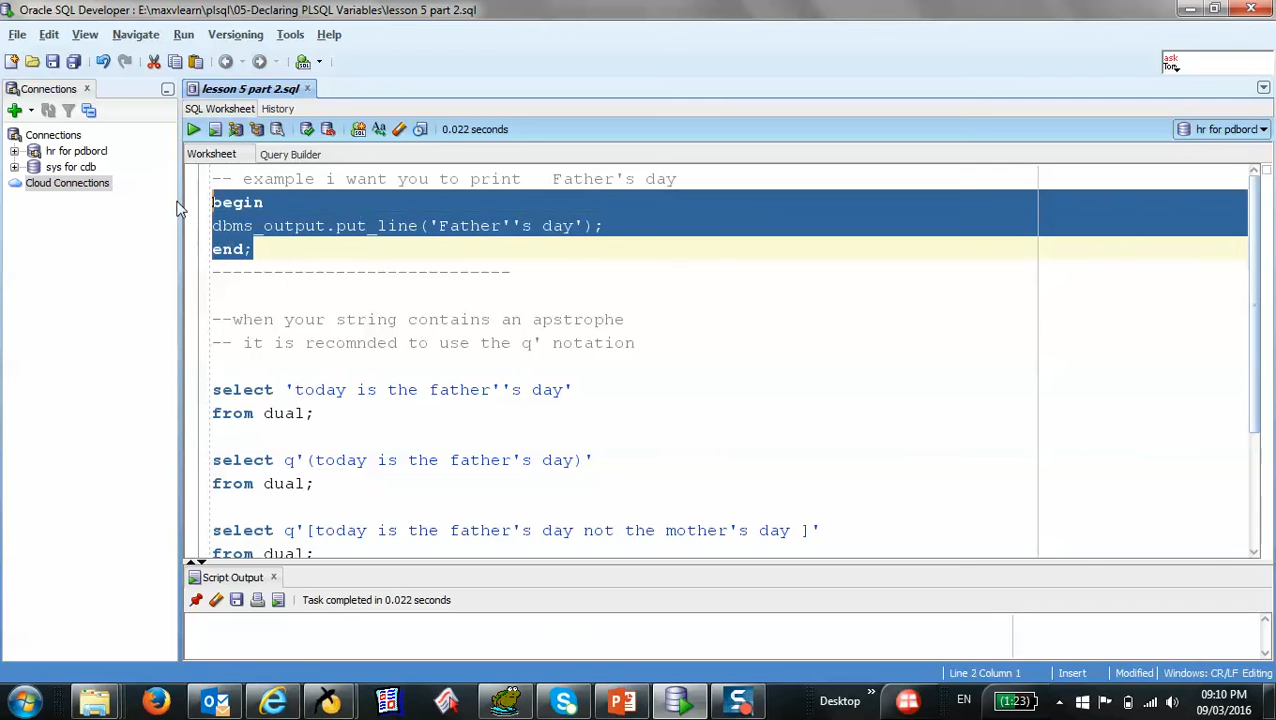 Oracle SQL Developer : E:\maxvlearn\plsql\05-Declaring PLSQL Variables\lesson 5 part 2.sql
File Edit View Navigate Run Versioning Tools Help
ask
Tom
Connections
lesson 5 part 2.sql
SQL Worksheet History
0.022 seconds
hr for pdborcl
Connections
hr for pdborcl
sys for cdb
Cloud Connections
Worksheet Query Builder
-- example i want you to print Father's day
begin
dbms_output.put_line('Father''s day');
end;
----------------------------
--when your string contains an apstrophe
-- it is recomnded to use the q' notation
select 'today is the father''s day'
from dual;
select q'(today is the father's day)'
from dual;
select q'[today is the father's day not the mother's day ]'
from dual;
Script Output
Task completed in 0.022 seconds
Line 2 Column 1 Insert Modified Windows: CR/LF Editing
Desktop » EN (1:23) 09:10 PM
09/03/2016